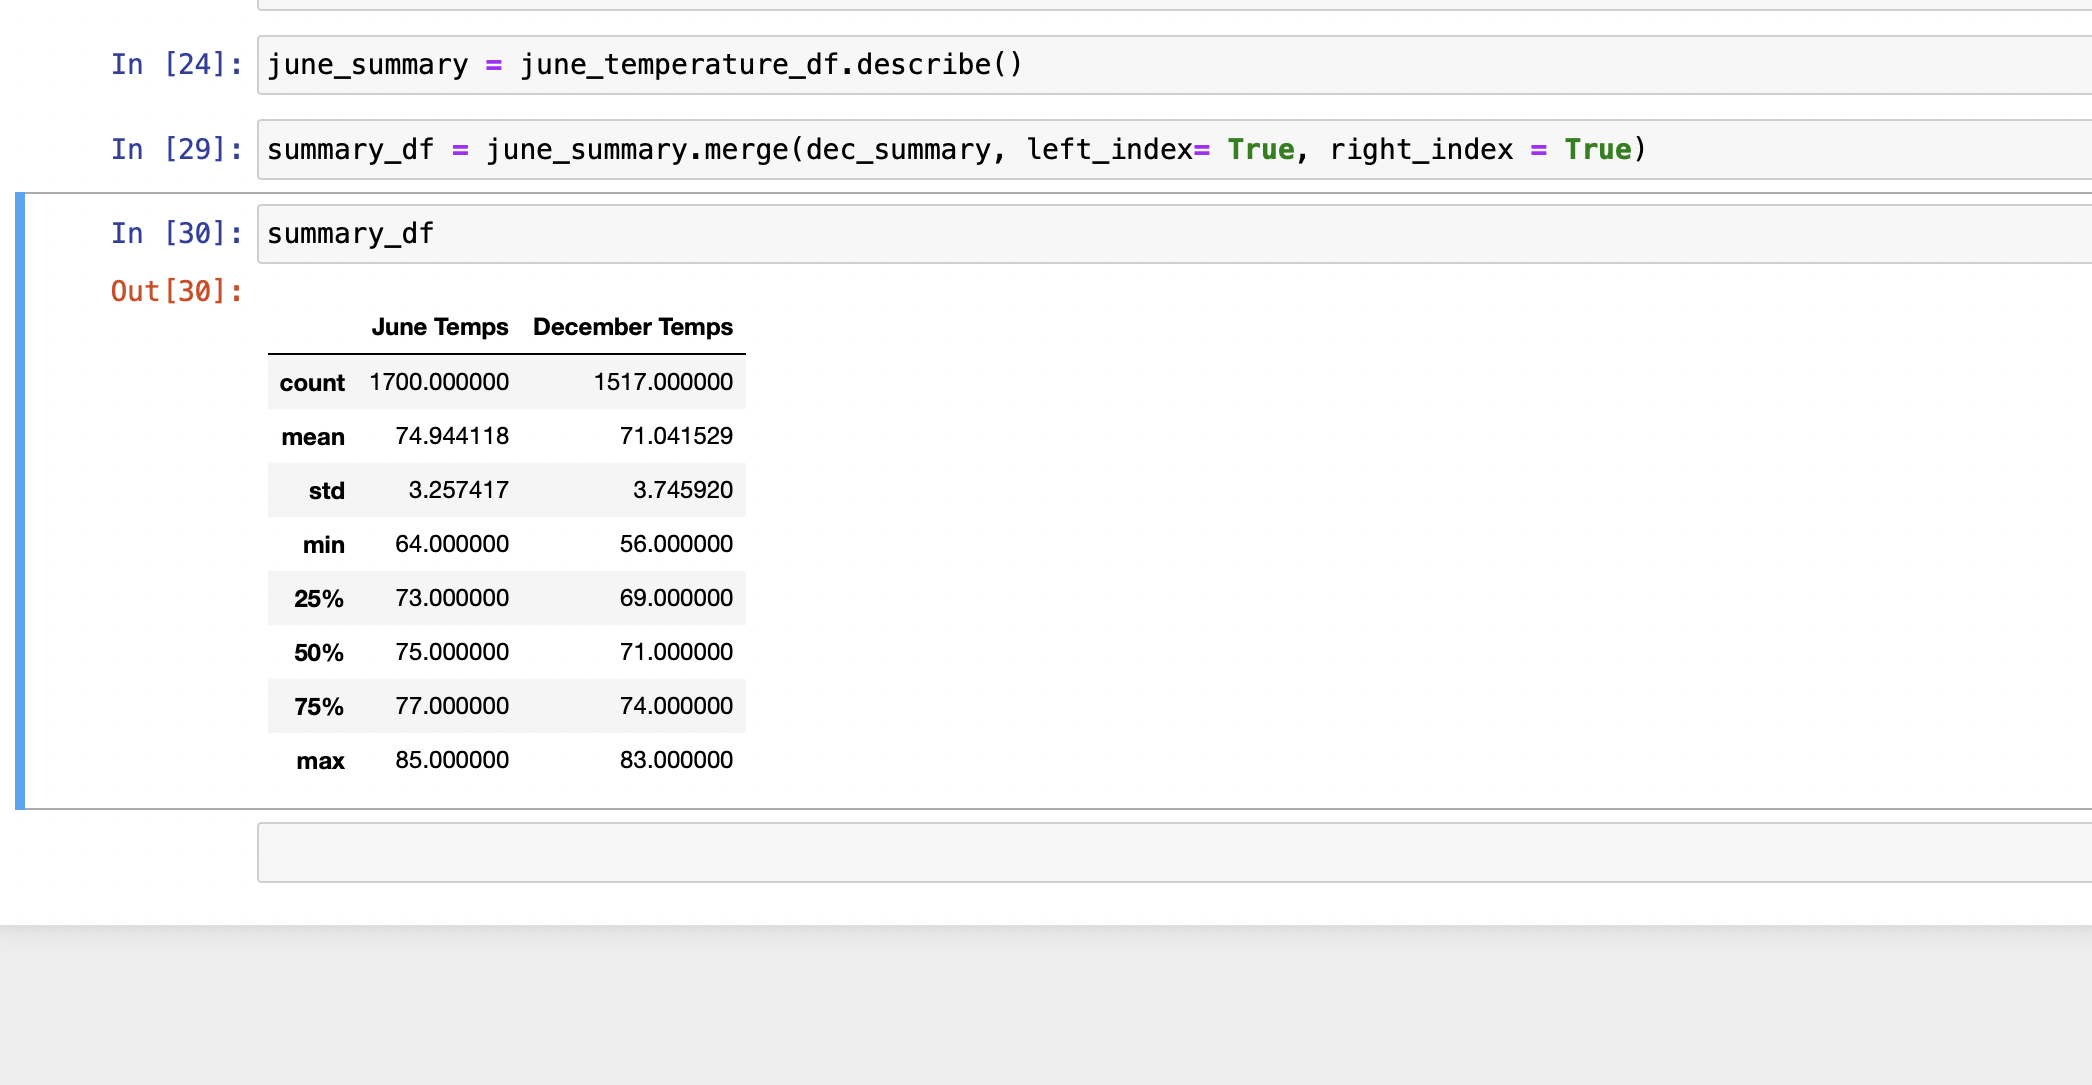 In [24]: june_summary = june_temperature_df.describe()
In [29]: summary_df = june_summary.merge(dec_summary, left_index= True, right_index = True)
In [30]: summary_df
Out[30]:
June Temps December Temps
count 1700.000000 1517.000000
mean 74.944118 71.041529
std 3.257417 3.745920
min 64.000000 56.000000
25% 73.000000 69.000000
50% 75.000000 71.000000
75% 77.000000 74.000000
max 85.000000 83.000000